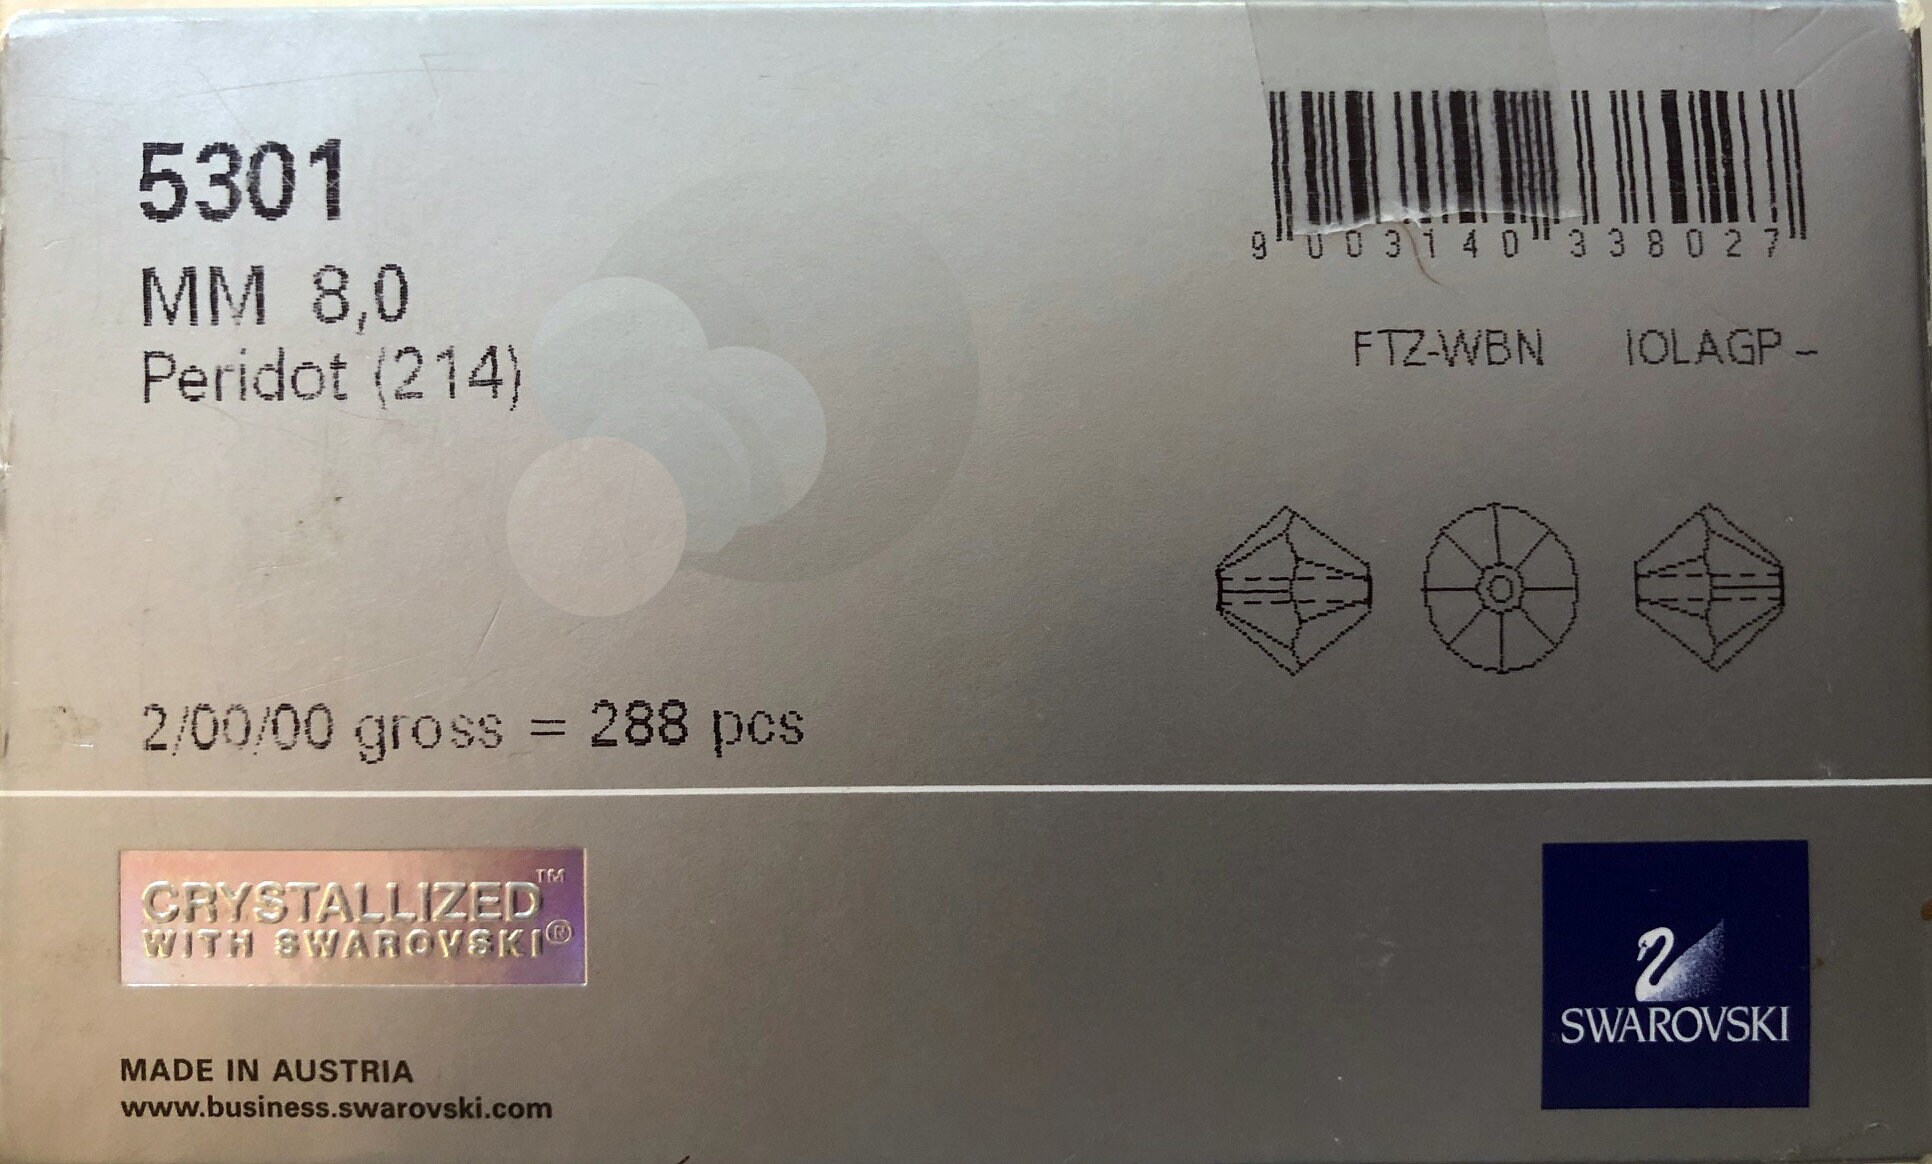 5301
MM 8,0
Peridot (214)
9 003140 338027
FTZ-WBN IOLAGP-
2/00/00 gross = 288 pcs
CRYSTALLIZED™
WITH SWAROVSKI®
MADE IN AUSTRIA
www.business.swarovski.com
SWAROVSKI